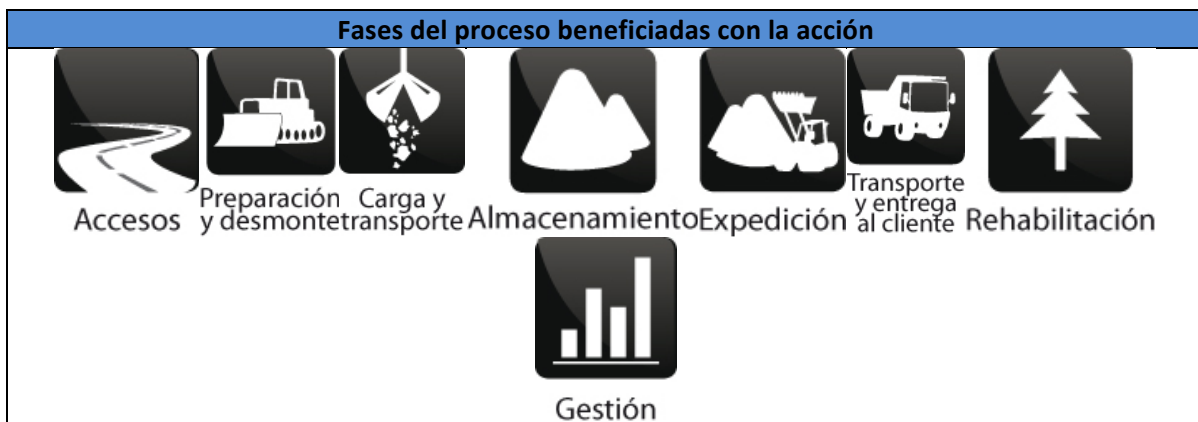 Fases del proceso beneficiadas con la acción
Accesos
Preparación
y desmonte
Carga y
transporte
Almacenamiento
Expedición
Transporte
y entrega
al cliente
Rehabilitación
Gestión